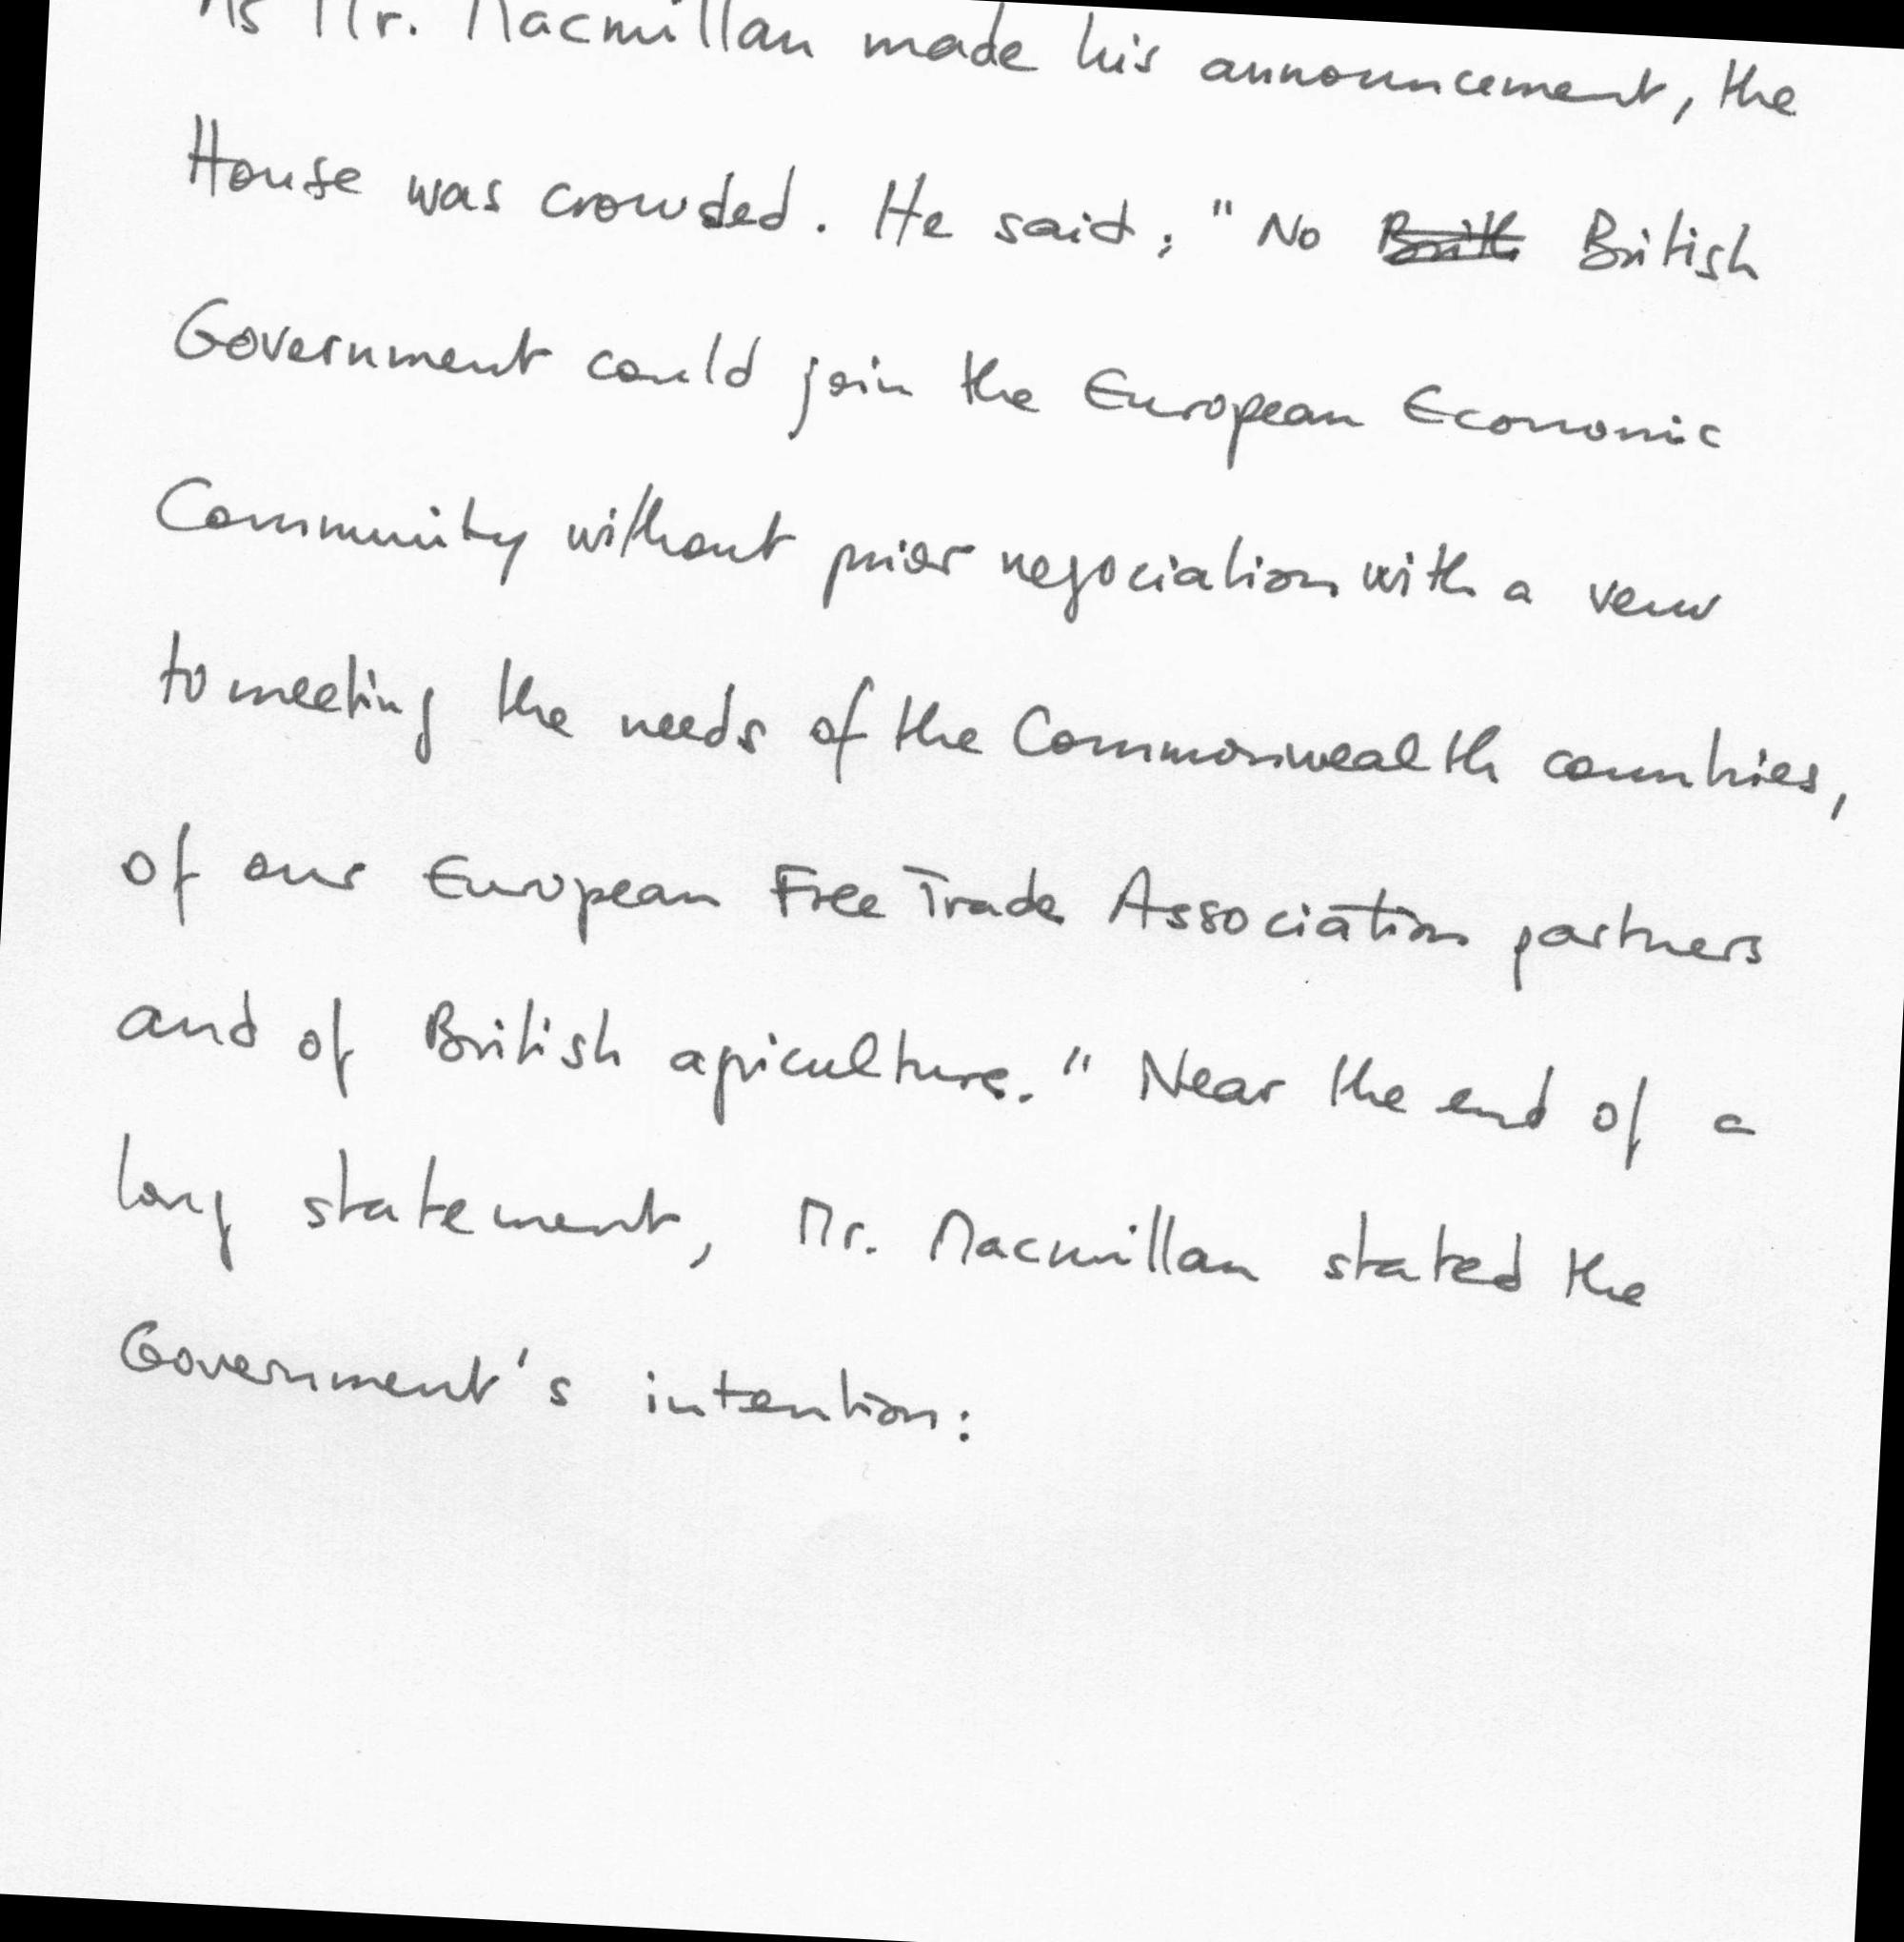 As Mr. Macmillan made his announcement, the
House was crowded. He said: "No British
Government could join the European Economic
Community without prior negociation with a veuw
to meeting the needs of the Commonwealth countries,
of our European Free Trade Association partners
and of British agriculture." Near the end of a
long statement, Mr. Macmillan stated the
Government's intention: